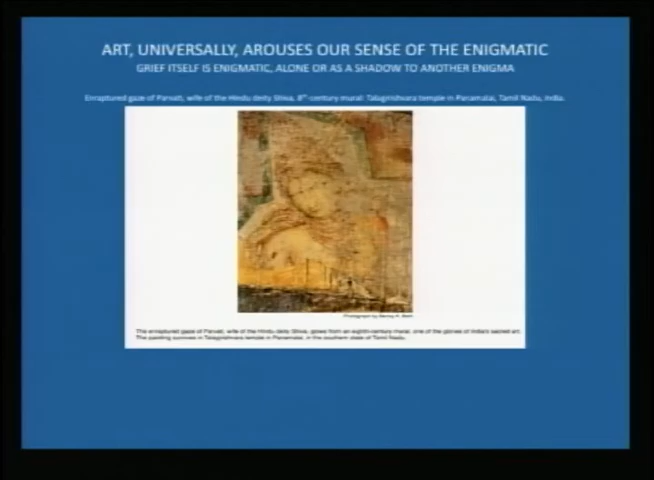 ART, UNIVERSALLY, AROUSES OUR SENSE OF THE ENIGMATIC
GRIEF ITSELF IS ENIGMATIC, ALONE OR AS A SHADOW TO ANOTHER ENIGMA
Enraptured gaze of Parvati, wife of the Hindu deity Shiva, 8th-century mural: Talagirishvara temple in Panamalai, Tamil Nadu, India.
Photograph by Benoy K. Behl
The enraptured gaze of Parvati, wife of the Hindu deity Shiva, glows from an eighth-century mural, one of the glories of India's sacred art.
The painting survives in Talagirishvara temple in Panamalai, in the southern state of Tamil Nadu.